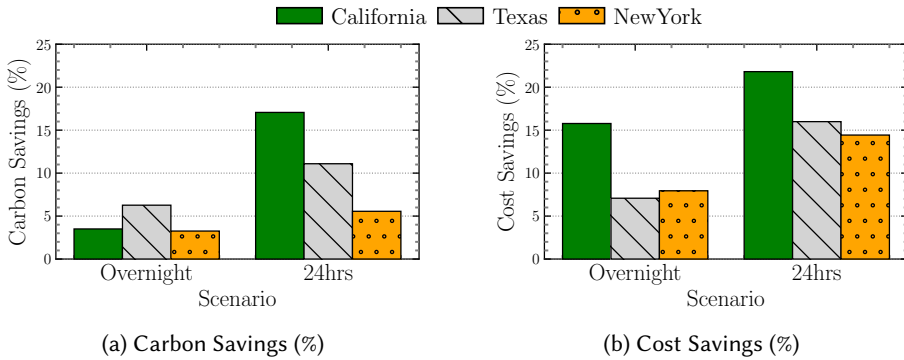 California Texas NewYork
25
20
15
10
5
0
Carbon Savings (%)
Overnight 24hrs
Scenario
(a) Carbon Savings (%)
25
20
15
10
5
0
Cost Savings (%)
Overnight 24hrs
Scenario
(b) Cost Savings (%)